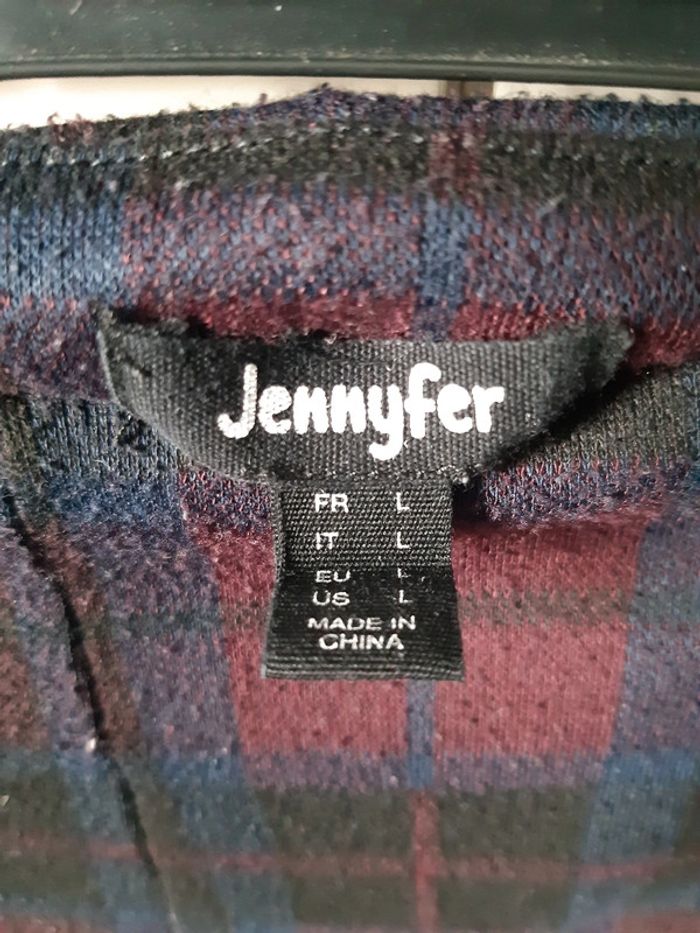 Jennyfer
FR L
IT L
EU L
US L
MADE IN
CHINA